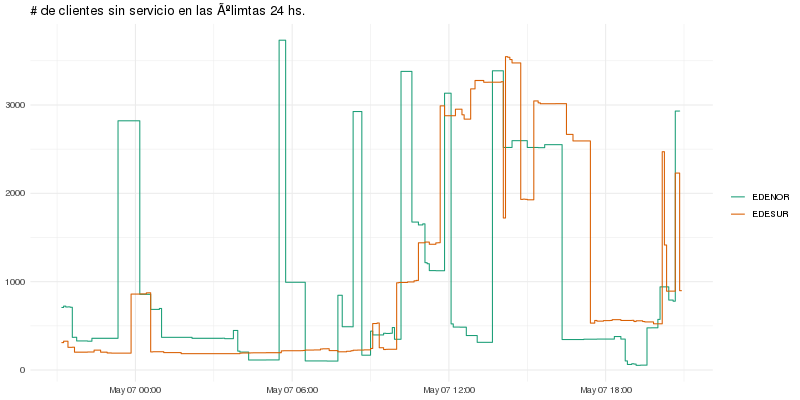 # de clientes sin servicio en las Ãºlimtas 24 hs.
3000
2000
1000
0
May 07 00:00
May 07 06:00
May 07 12:00
May 07 18:00
EDENOR
EDESUR